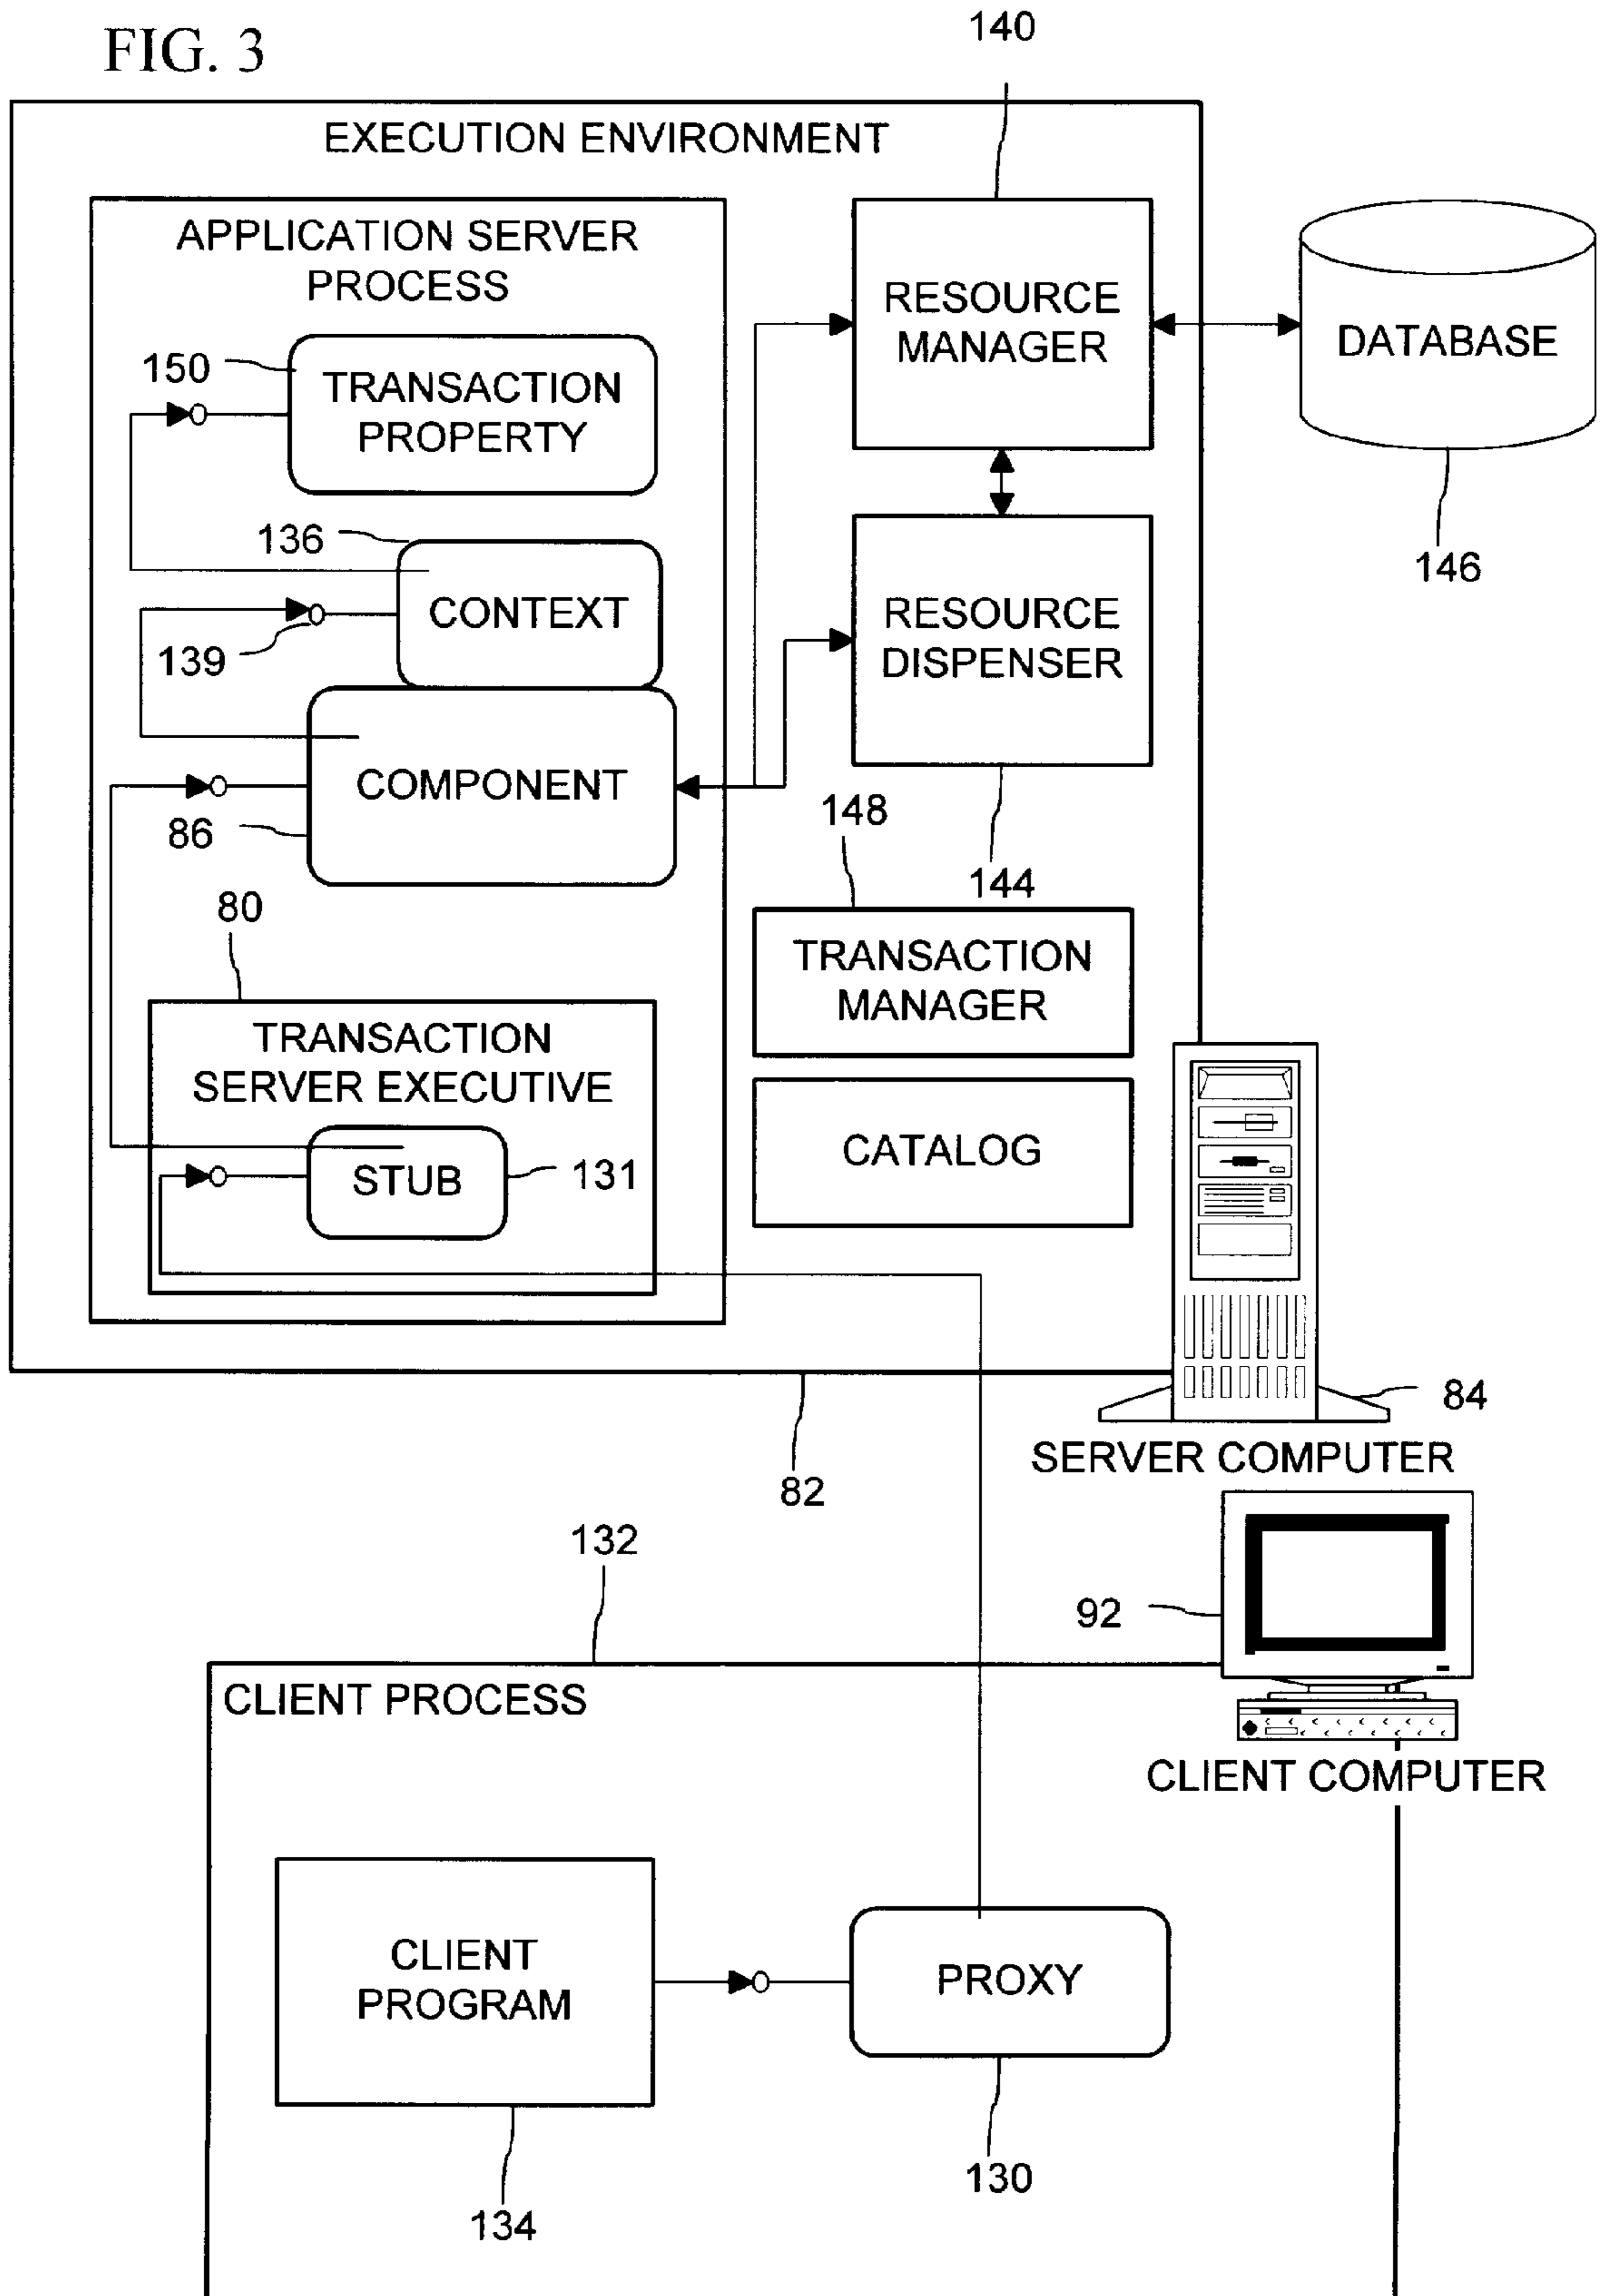 FIG. 3
140
EXECUTION ENVIRONMENT
APPLICATION SERVER
PROCESS
150
TRANSACTION
PROPERTY
136
CONTEXT
139
COMPONENT
86
80
TRANSACTION
SERVER EXECUTIVE
STUB
131
RESOURCE
MANAGER
DATABASE
146
RESOURCE
DISPENSER
144
148
TRANSACTION
MANAGER
CATALOG
84
SERVER COMPUTER
82
132
92
CLIENT PROCESS
CLIENT COMPUTER
CLIENT
PROGRAM
PROXY
130
134